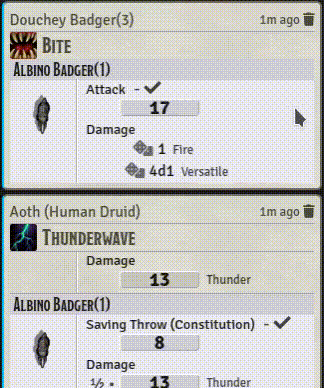 Douchey Badger(3) 1m ago
Bite
Albino Badger(1)
Attack -
17
Damage
1 Fire
4d1 Versatile
Aoth (Human Druid) 1m ago
Thunderwave
Damage
13 Thunder
Albino Badger(1)
Saving Throw (Constitution) -
8
Damage
½ • 13 Thunder